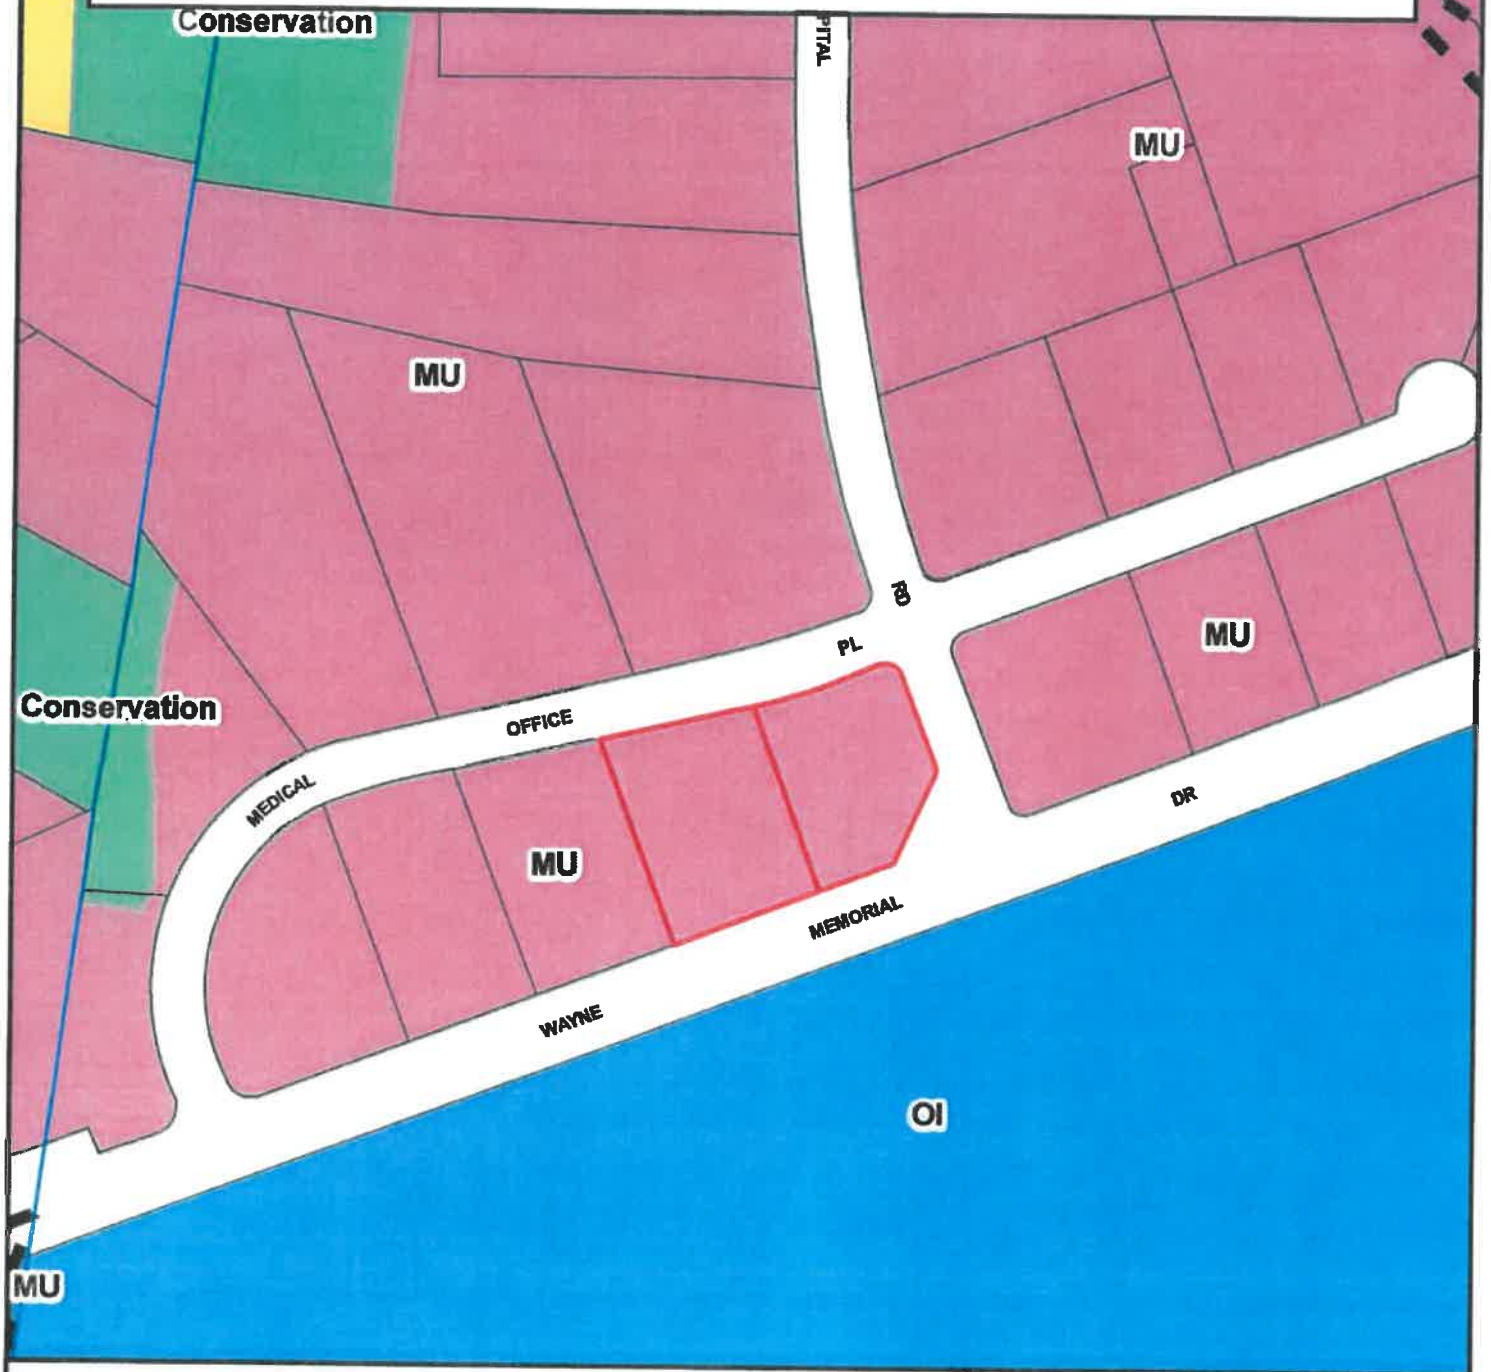 Conservation
PITAL
MU
MU
RD
PL
MU
Conservation
OFFICE
MEDICAL
DR
MU
MEMORIAL
WAYNE
OI
MU